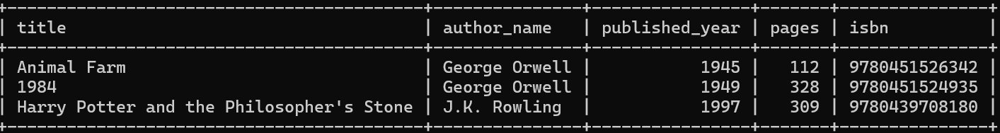 +-----------------------------------------+---------------+----------------+-------+---------------+
| title                                    | author_name   | published_year | pages | isbn          |
+-----------------------------------------+---------------+----------------+-------+---------------+
| Animal Farm                              | George Orwell |           1945 |   112 | 9780451526342 |
| 1984                                     | George Orwell |           1949 |   328 | 9780451524935 |
| Harry Potter and the Philosopher's Stone | J.K. Rowling  |           1997 |   309 | 9780439708180 |
+-----------------------------------------+---------------+----------------+-------+---------------+